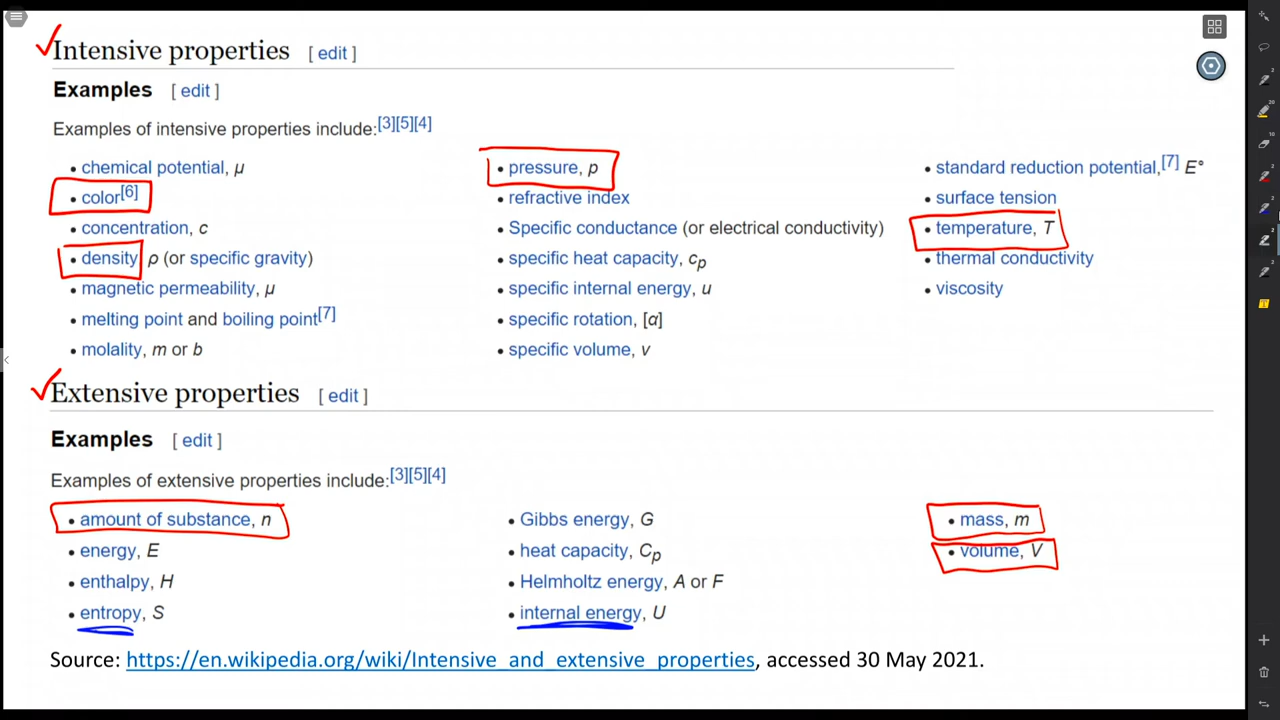 Intensive properties [ edit ]
Examples [ edit ]
Examples of intensive properties include:[3][5][4]
• chemical potential, μ
• color[6]
• concentration, c
• density, ρ (or specific gravity)
• magnetic permeability, μ
• melting point and boiling point[7]
• molality, m or b
• pressure, p
• refractive index
• Specific conductance (or electrical conductivity)
• specific heat capacity, cp
• specific internal energy, u
• specific rotation, [α]
• specific volume, v
• standard reduction potential,[7] E°
• surface tension
• temperature, T
• thermal conductivity
• viscosity
Extensive properties [ edit ]
Examples [ edit ]
Examples of extensive properties include:[3][5][4]
• amount of substance, n
• energy, E
• enthalpy, H
• entropy, S
• Gibbs energy, G
• heat capacity, Cp
• Helmholtz energy, A or F
• internal energy, U
• mass, m
• volume, V
Source: https://en.wikipedia.org/wiki/Intensive_and_extensive_properties, accessed 30 May 2021.